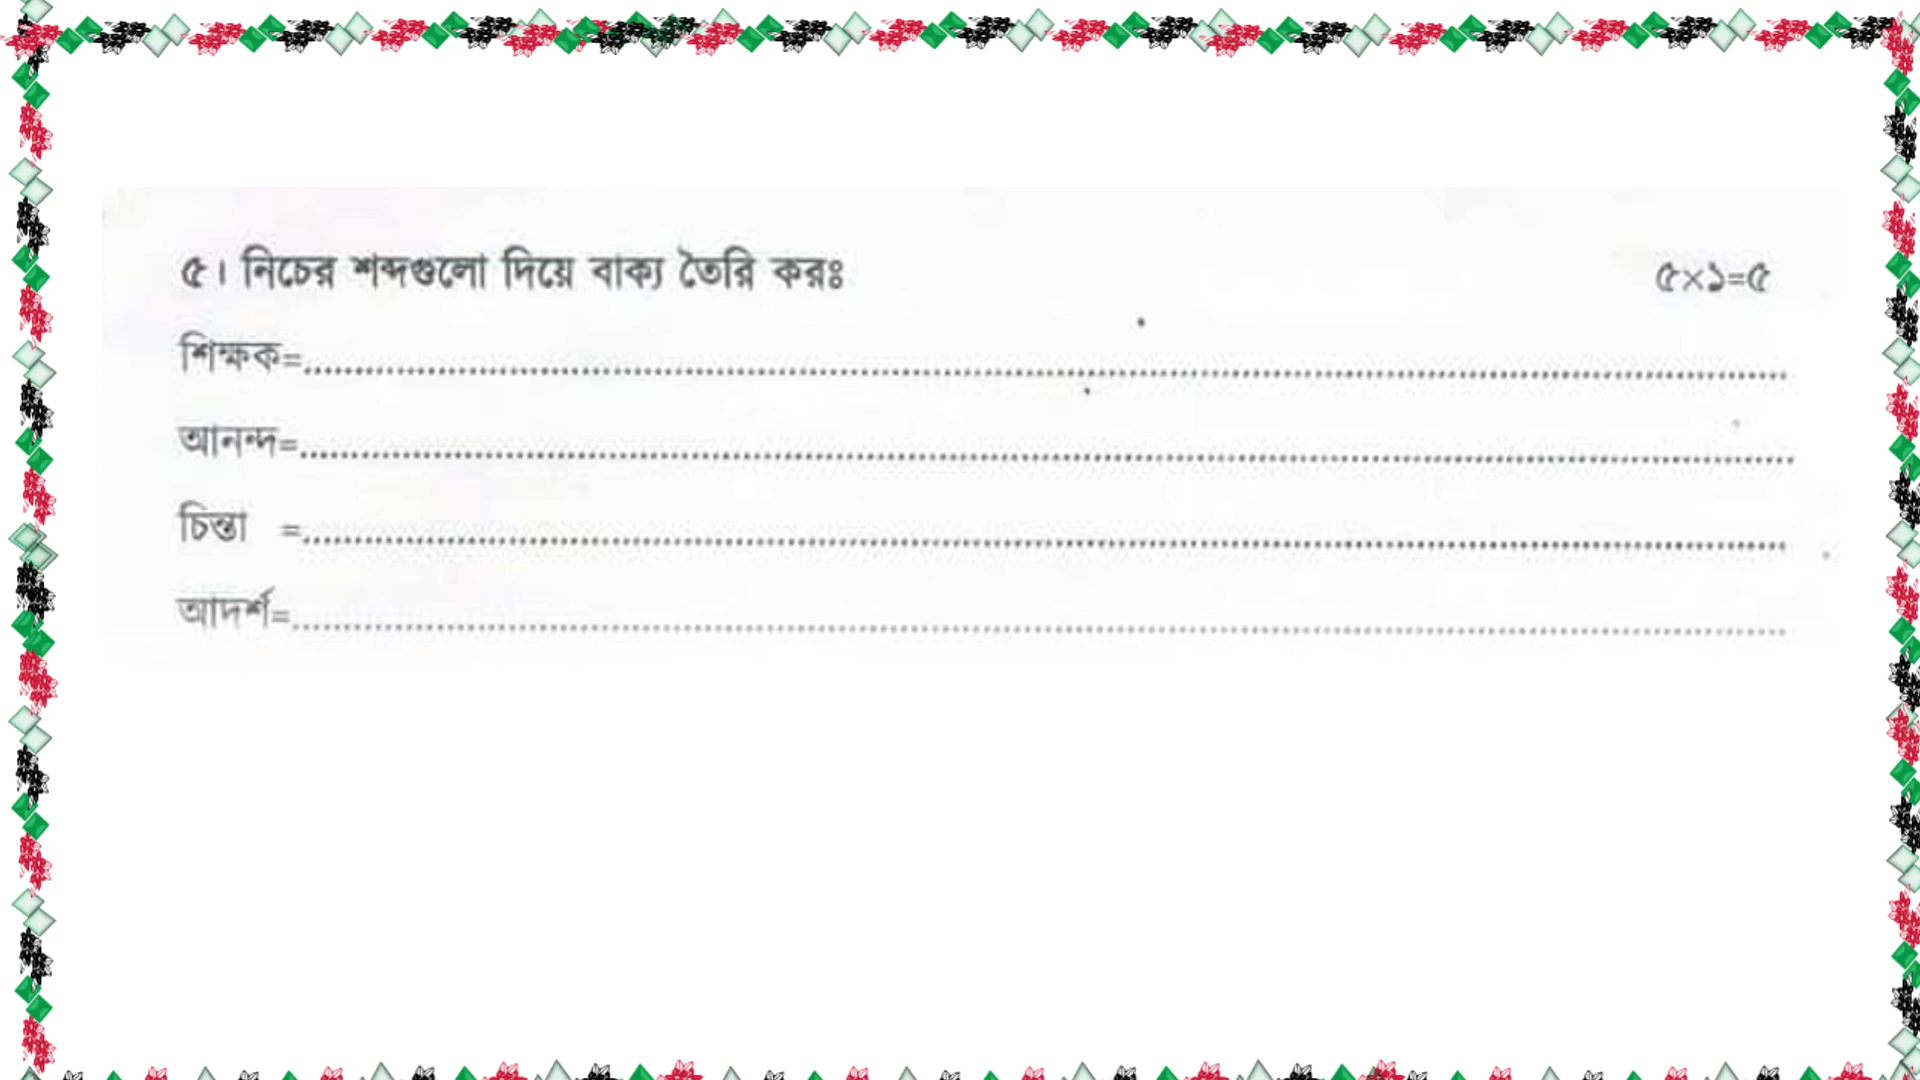 ৫। নিচের শব্দগুলো দিয়ে বাক্য তৈরি করঃ ৫×১=৫
শিক্ষক=........................................................................
আনন্দ=........................................................................
চিন্তা =........................................................................
আদর্শ=........................................................................